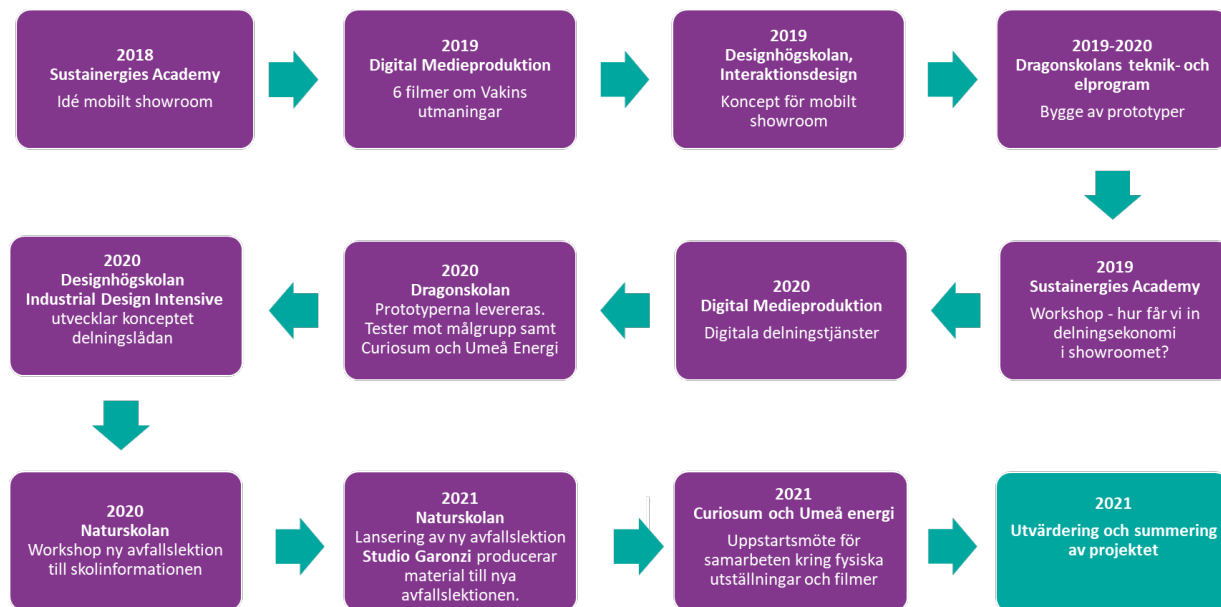 2018
Sustainergies Academy
Idé mobilt showroom
2019
Digital Medieproduktion
6 filmer om Vakins
utmaningar
2019
Designhögskolan,
Interaktionsdesign
Koncept för mobilt
showroom
2019-2020
Dragonskolans teknik- och
elprogram
Bygge av prototyper
2019
Sustainergies Academy
Workshop - hur får vi in
delningsekonomi
i showroomet?
2020
Digital Medieproduktion
Digitala delningstjänster
2020
Dragonskolan
Prototyperna levereras.
Tester mot målgrupp samt
Curiosum och Umeå Energi
2020
Designhögskolan
Industrial Design Intensive
utvecklar konceptet
delningslådan
2020
Naturskolan
Workshop ny avfallslektion
till skolinformationen
2021
Naturskolan
Lansering av ny avfallslektion
Studio Garonzi producerar
material till nya
avfallslektionen.
2021
Curiosum och Umeå energi
Uppstartsmöte för
samarbeten kring fysiska
utställningar och filmer
2021
Utvärdering och summering
av projektet